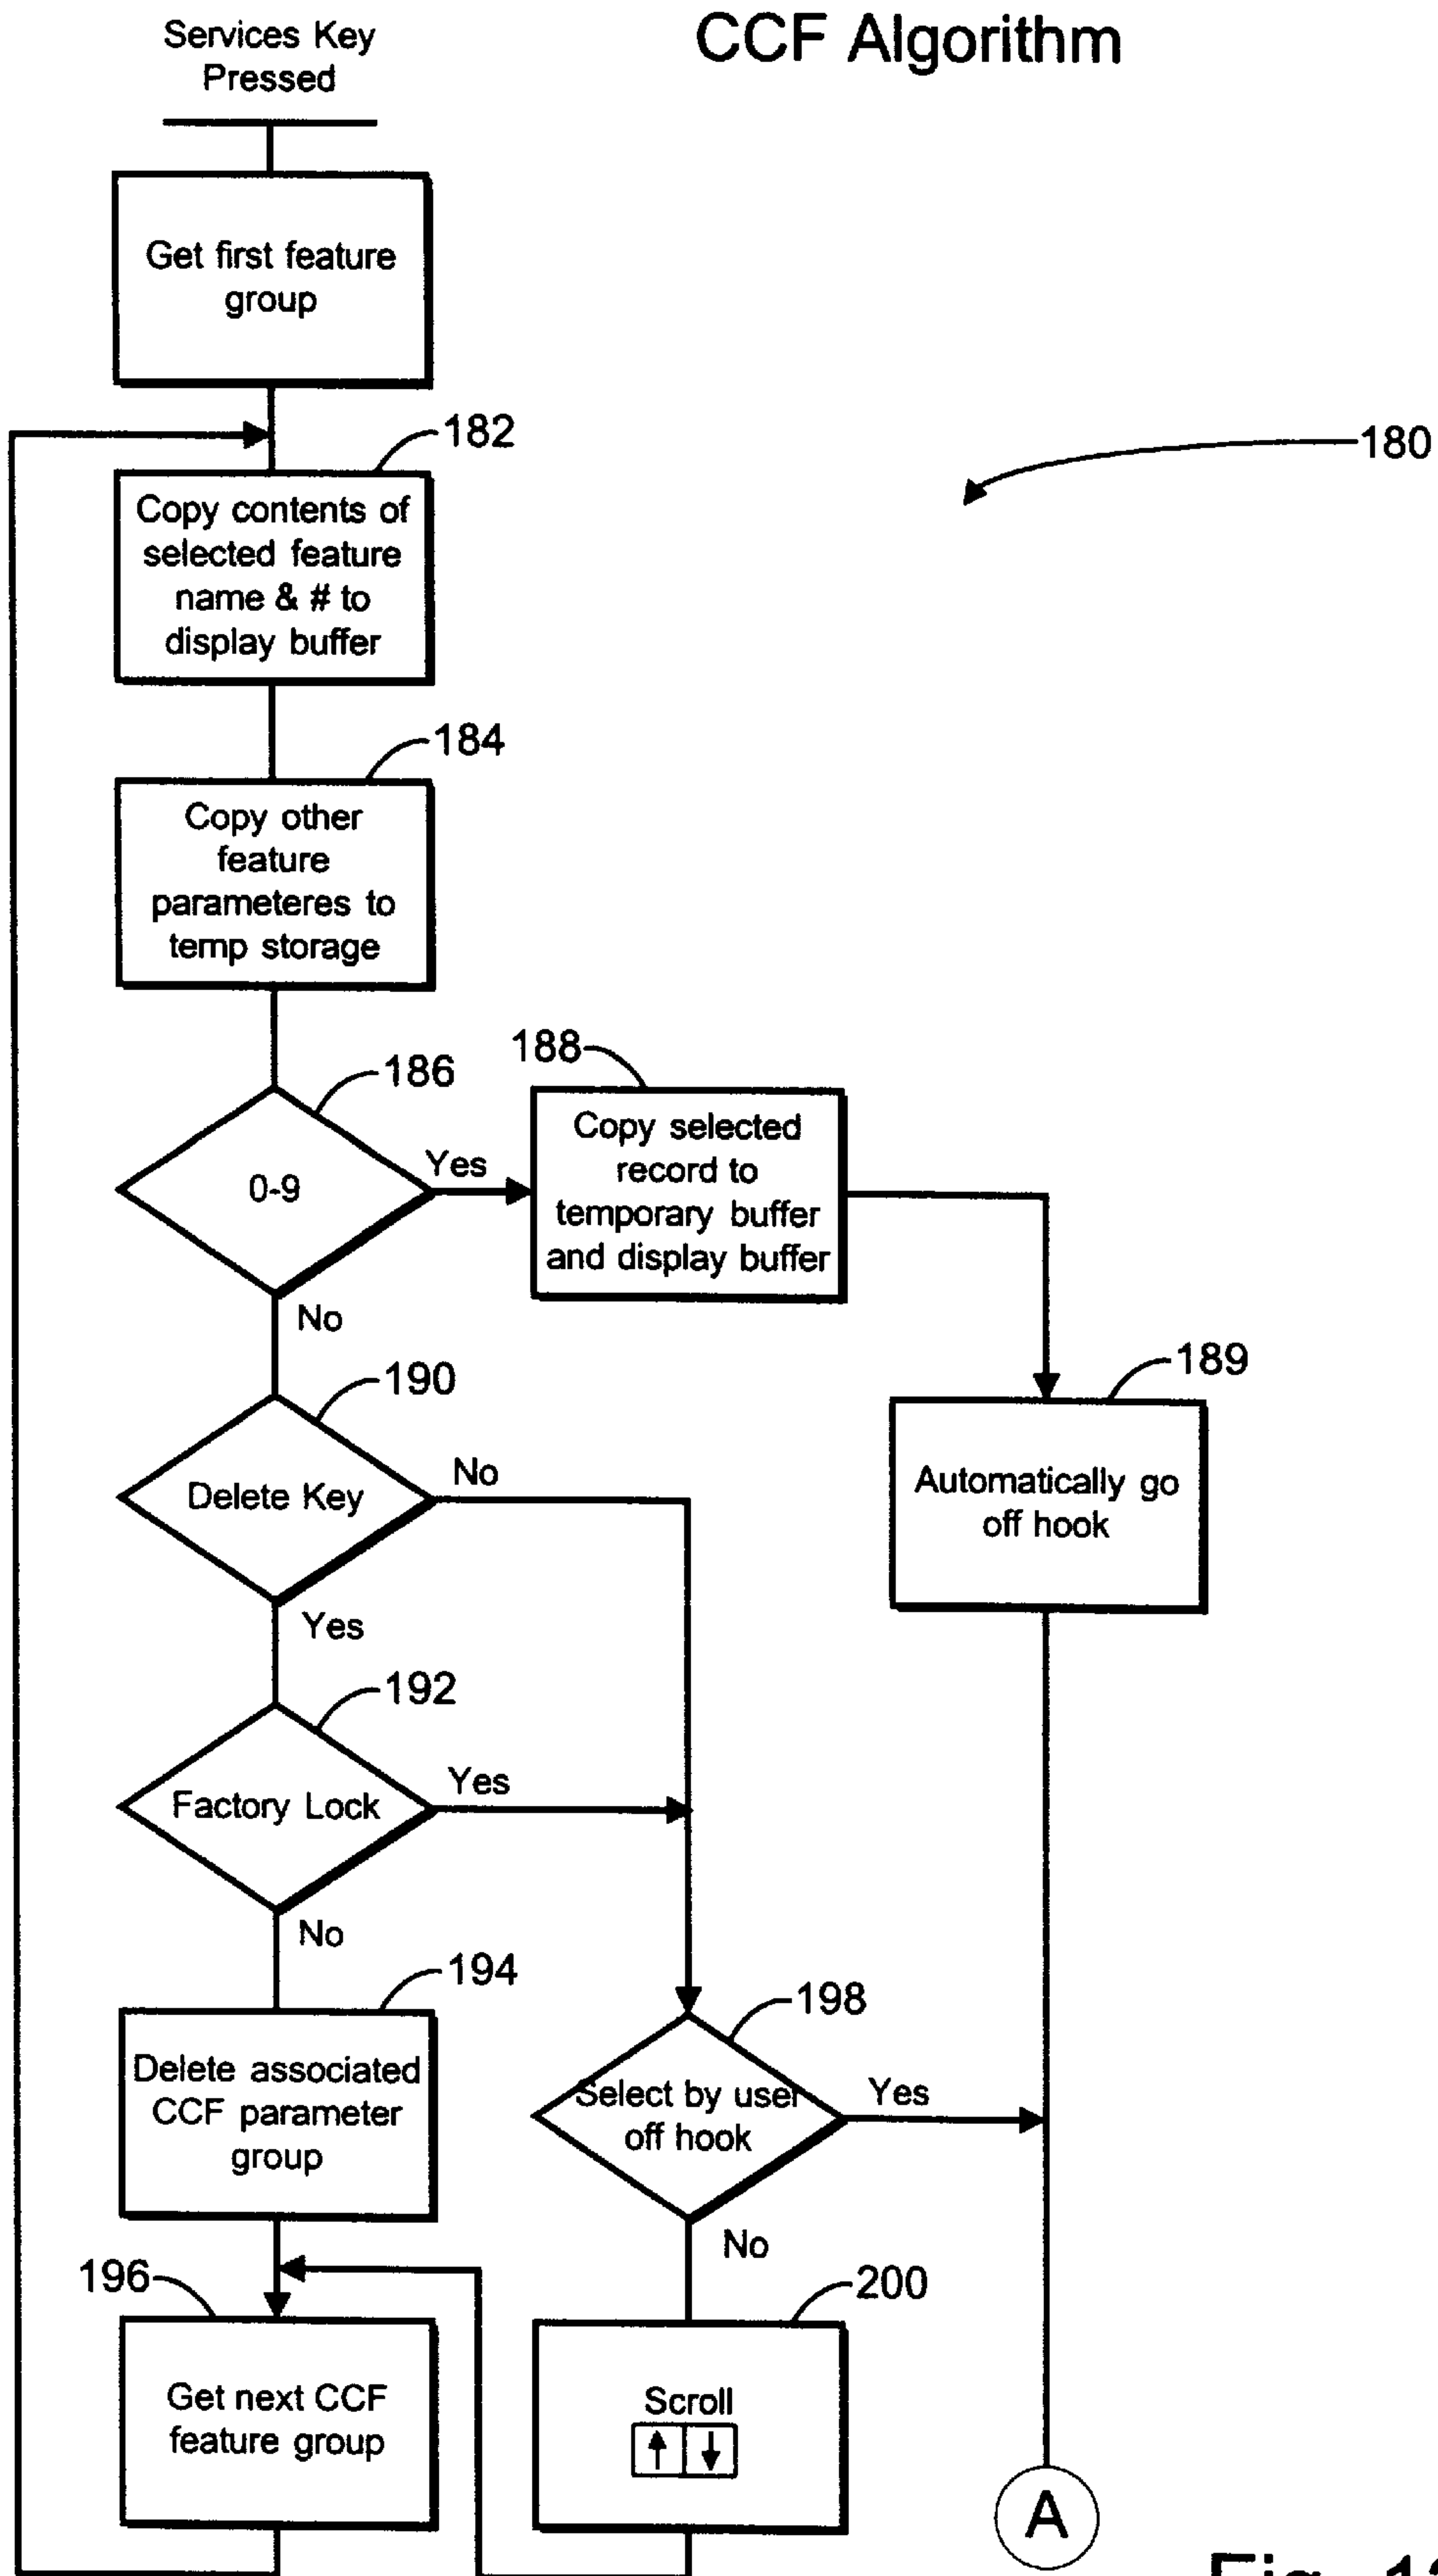 CCF Algorithm
Services Key
Pressed
Get first feature
group
182
180
Copy contents of
selected feature
name & # to
display buffer
184
Copy other
feature
parameteres to
temp storage
186
0-9
Yes
No
188
Copy selected
record to
temporary buffer
and display buffer
189
Automatically go
off hook
190
Delete Key
No
Yes
192
Factory Lock
Yes
No
194
Delete associated
CCF parameter
group
198
Select by user
off hook
Yes
No
196
Get next CCF
feature group
200
Scroll
A